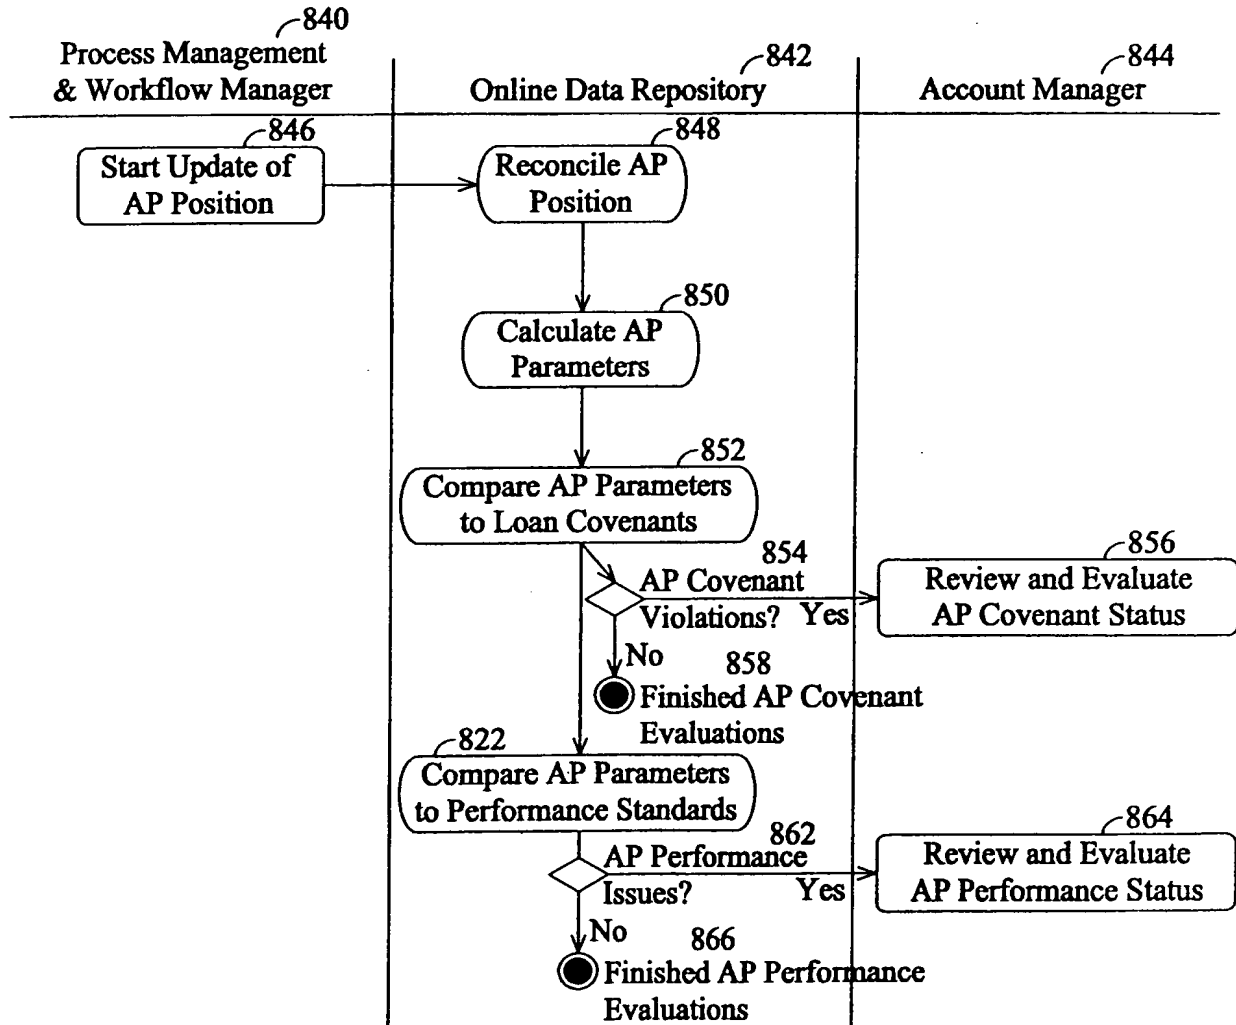 840
Process Management
& Workflow Manager
842
Online Data Repository
844
Account Manager
846
Start Update of
AP Position
848
Reconcile AP
Position
850
Calculate AP
Parameters
852
Compare AP Parameters
to Loan Covenants
854
AP Covenant
Violations?
Yes
856
Review and Evaluate
AP Covenant Status
No
858
Finished AP Covenant
Evaluations
822
Compare AP Parameters
to Performance Standards
862
AP Performance
Issues?
Yes
864
Review and Evaluate
AP Performance Status
No
866
Finished AP Performance
Evaluations